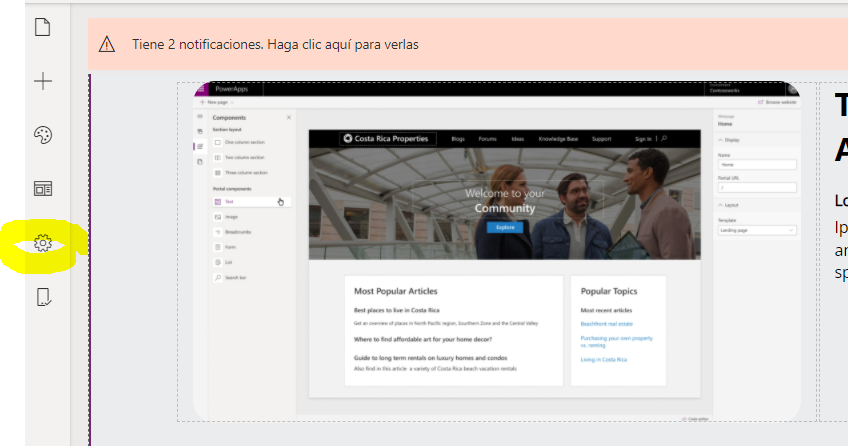 Tiene 2 notificaciones. Haga clic aquí para verlas
PowerApps
New page
Browse website
Components
Section layout
One column section
Two column section
Three column section
Portal components
Text
Image
Breadcrumbs
Form
List
Search bar
Costa Rica Properties
Blogs
Forums
Ideas
Knowledge Base
Support
Sign in
Welcome to your
Community
Explore
Most Popular Articles
Best places to live in Costa Rica
Get an overview of places in North Pacific region, Southern Zone and the Central Valley
Where to find affordable art for your home decor?
Guide to long term rentals on luxury homes and condos
Also find in this article a variety of Costa Rica beach vacation rentals
Popular Topics
Most recent articles
Beachfront real estate
Purchasing your own property
vs. renting
Living in Costa Rica
Webpage
Home
Display
Name
Home
Portal URL
/
Layout
Template
Landing page
Code editor
T
A
Lo
Ip
ar
sp